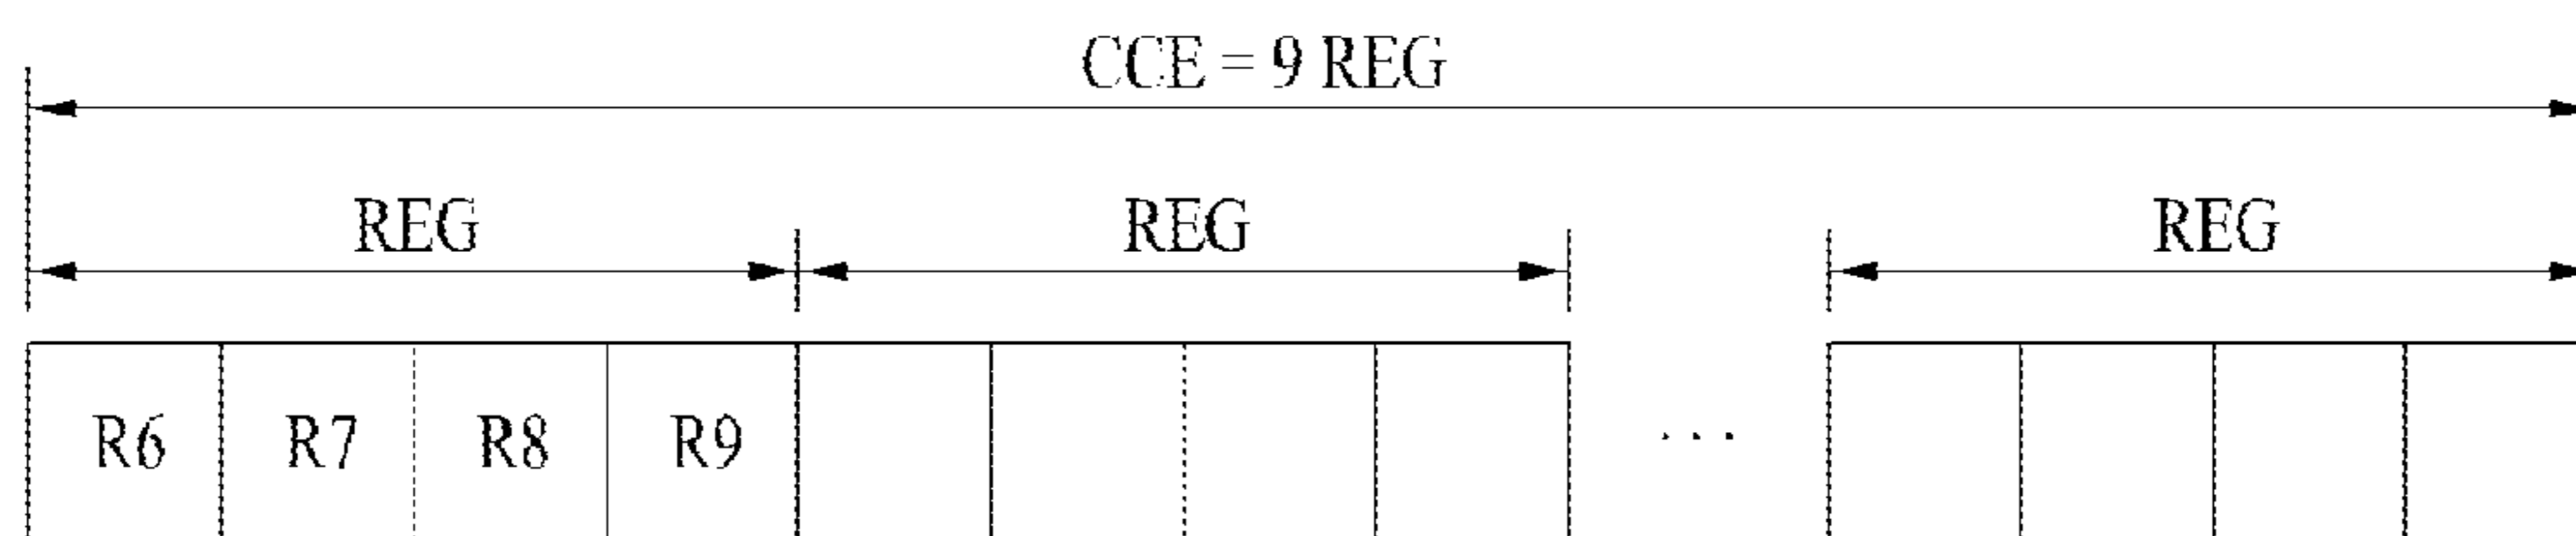 CCE = 9 REG
REG REG REG
R6 R7 R8 R9 ...